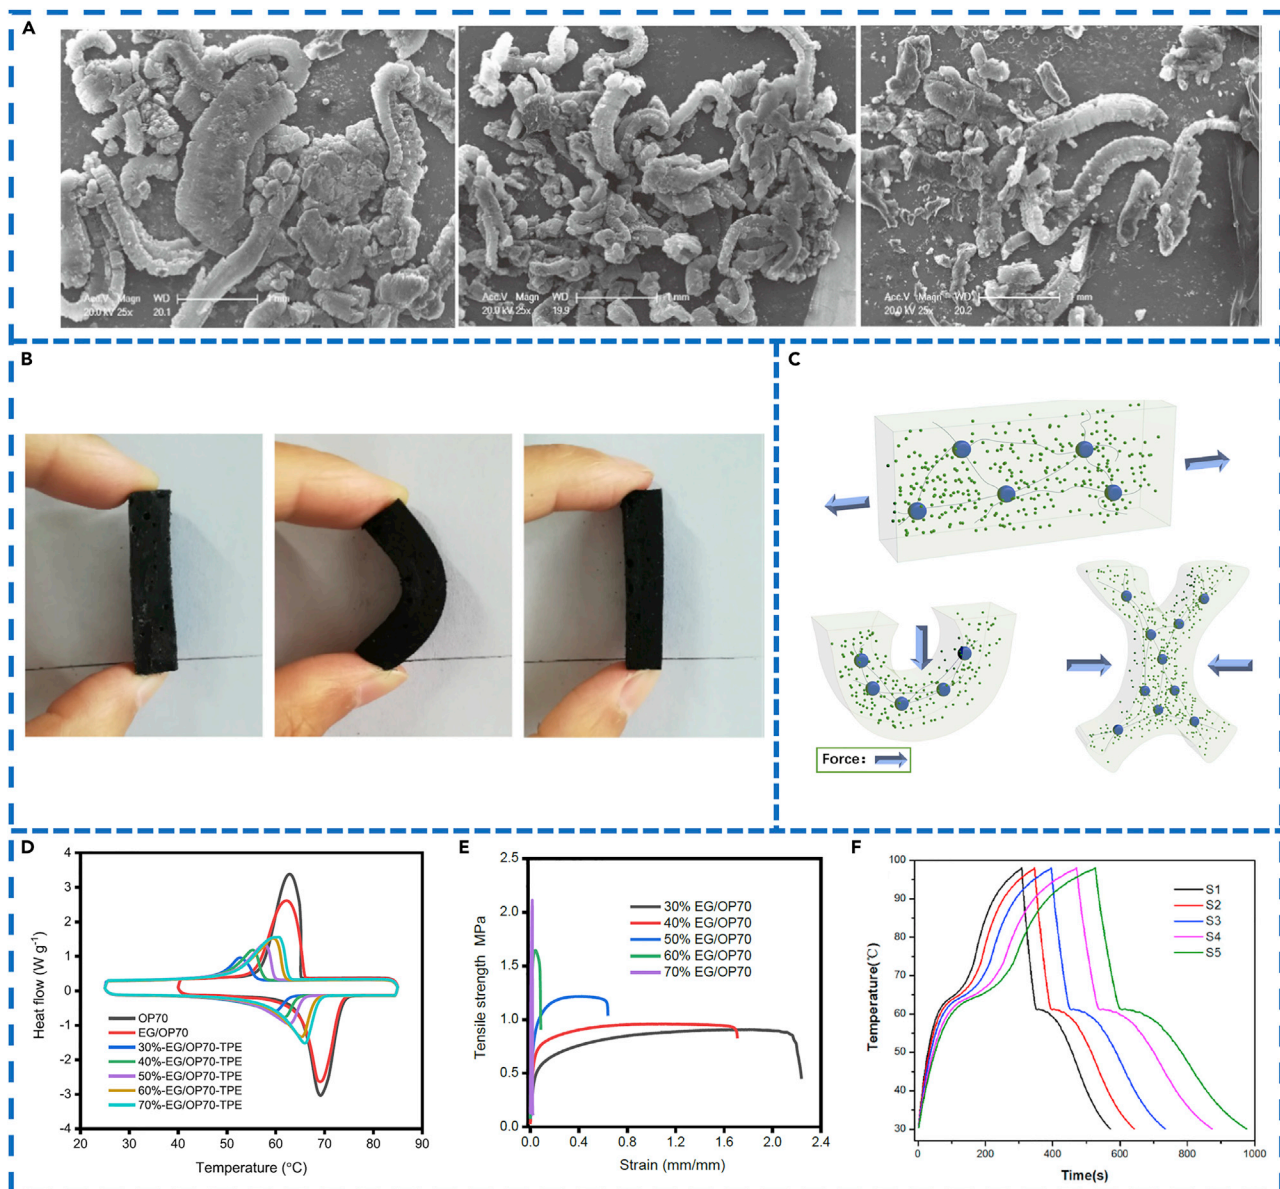 A
Acc.V Magn WD 1 mm
20.0 kV 25x 20.1
Acc.V Magn WD 1 mm
20.0 kV 25x 19.9
Acc.V Magn WD mm
20.0 kV 25x 20.2
B
C
Force:
D
4
3
2
1
0
-1
-2
-3
-4
Heat flow (W g⁻¹)
OP70
EG/OP70
30%-EG/OP70-TPE
40%-EG/OP70-TPE
50%-EG/OP70-TPE
60%-EG/OP70-TPE
70%-EG/OP70-TPE
20 30 40 50 60 70 80 90
Temperature (°C)
E
2.5
2.0
1.5
1.0
0.5
0.0
Tensile strength MPa
30% EG/OP70
40% EG/OP70
50% EG/OP70
60% EG/OP70
70% EG/OP70
0.0 0.4 0.8 1.2 1.6 2.0 2.4
Strain (mm/mm)
F
100
90
80
70
60
50
40
30
Temperature(℃)
S1
S2
S3
S4
S5
0 200 400 600 800 1000
Time(s)